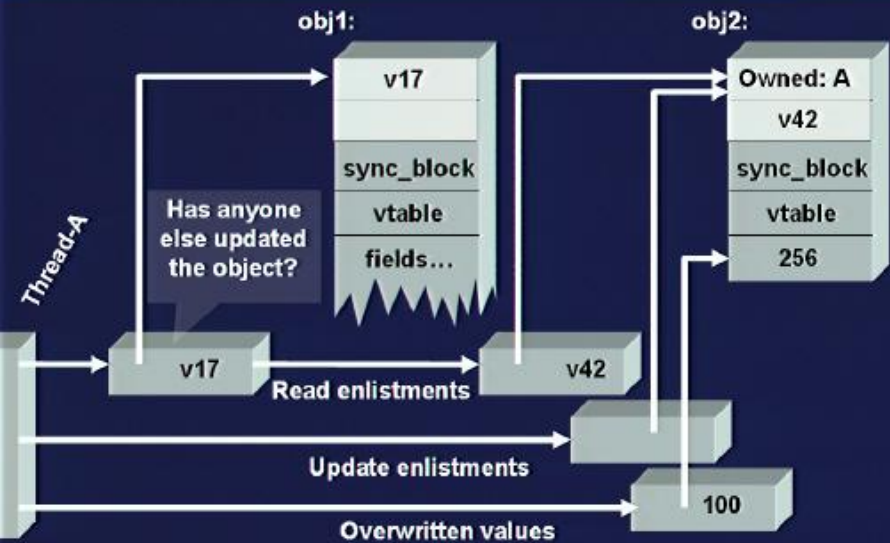 obj1:
obj2:
v17
Owned: A
v42
sync_block
sync_block
vtable
vtable
fields...
256
Has anyone
else updated
the object?
Thread-A
v17
v42
Read enlistments
Update enlistments
100
Overwritten values